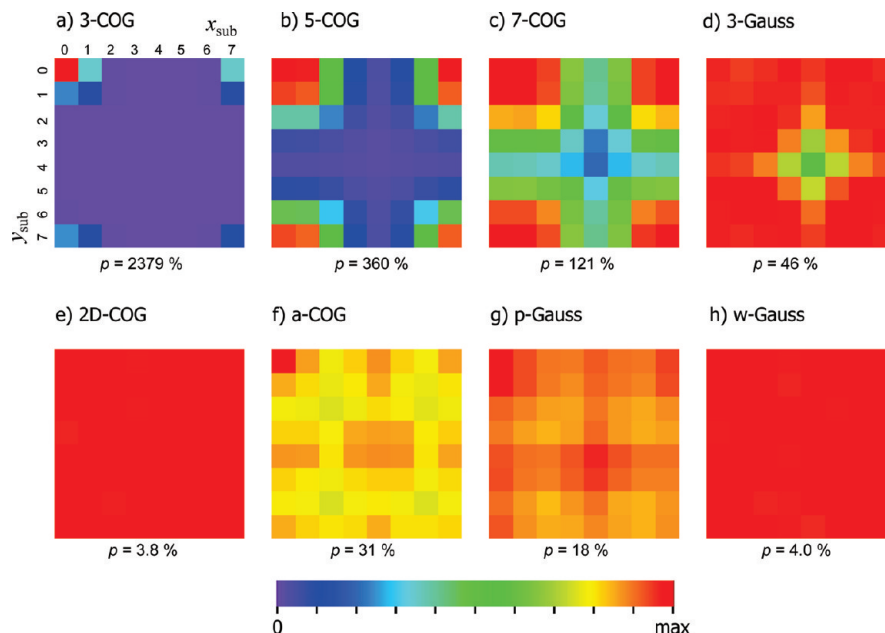 a) 3-COG
b) 5-COG
c) 7-COG
d) 3-Gauss
xsub
0 1 2 3 4 5 6 7
ysub
0
1
2
3
4
5
6
7
p = 2379 %
p = 360 %
p = 121 %
p = 46 %
e) 2D-COG
f) a-COG
g) p-Gauss
h) w-Gauss
p = 3.8 %
p = 31 %
p = 18 %
p = 4.0 %
0
max